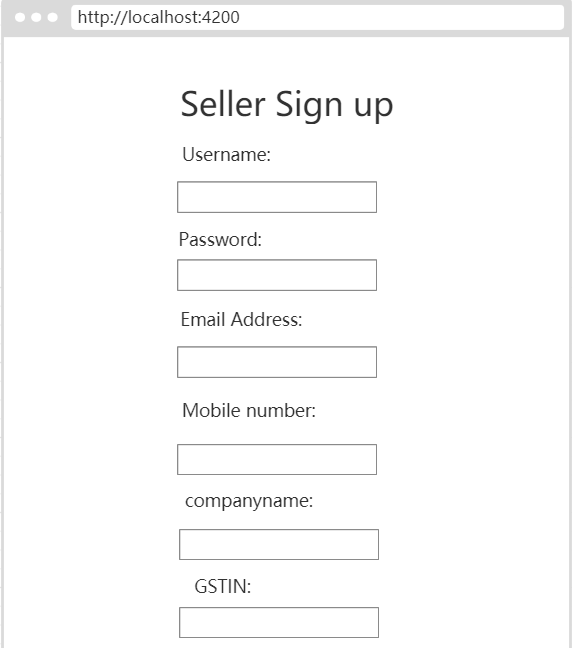 http://localhost:4200
Seller Sign up
Username:
Password:
Email Address:
Mobile number:
companyname:
GSTIN: